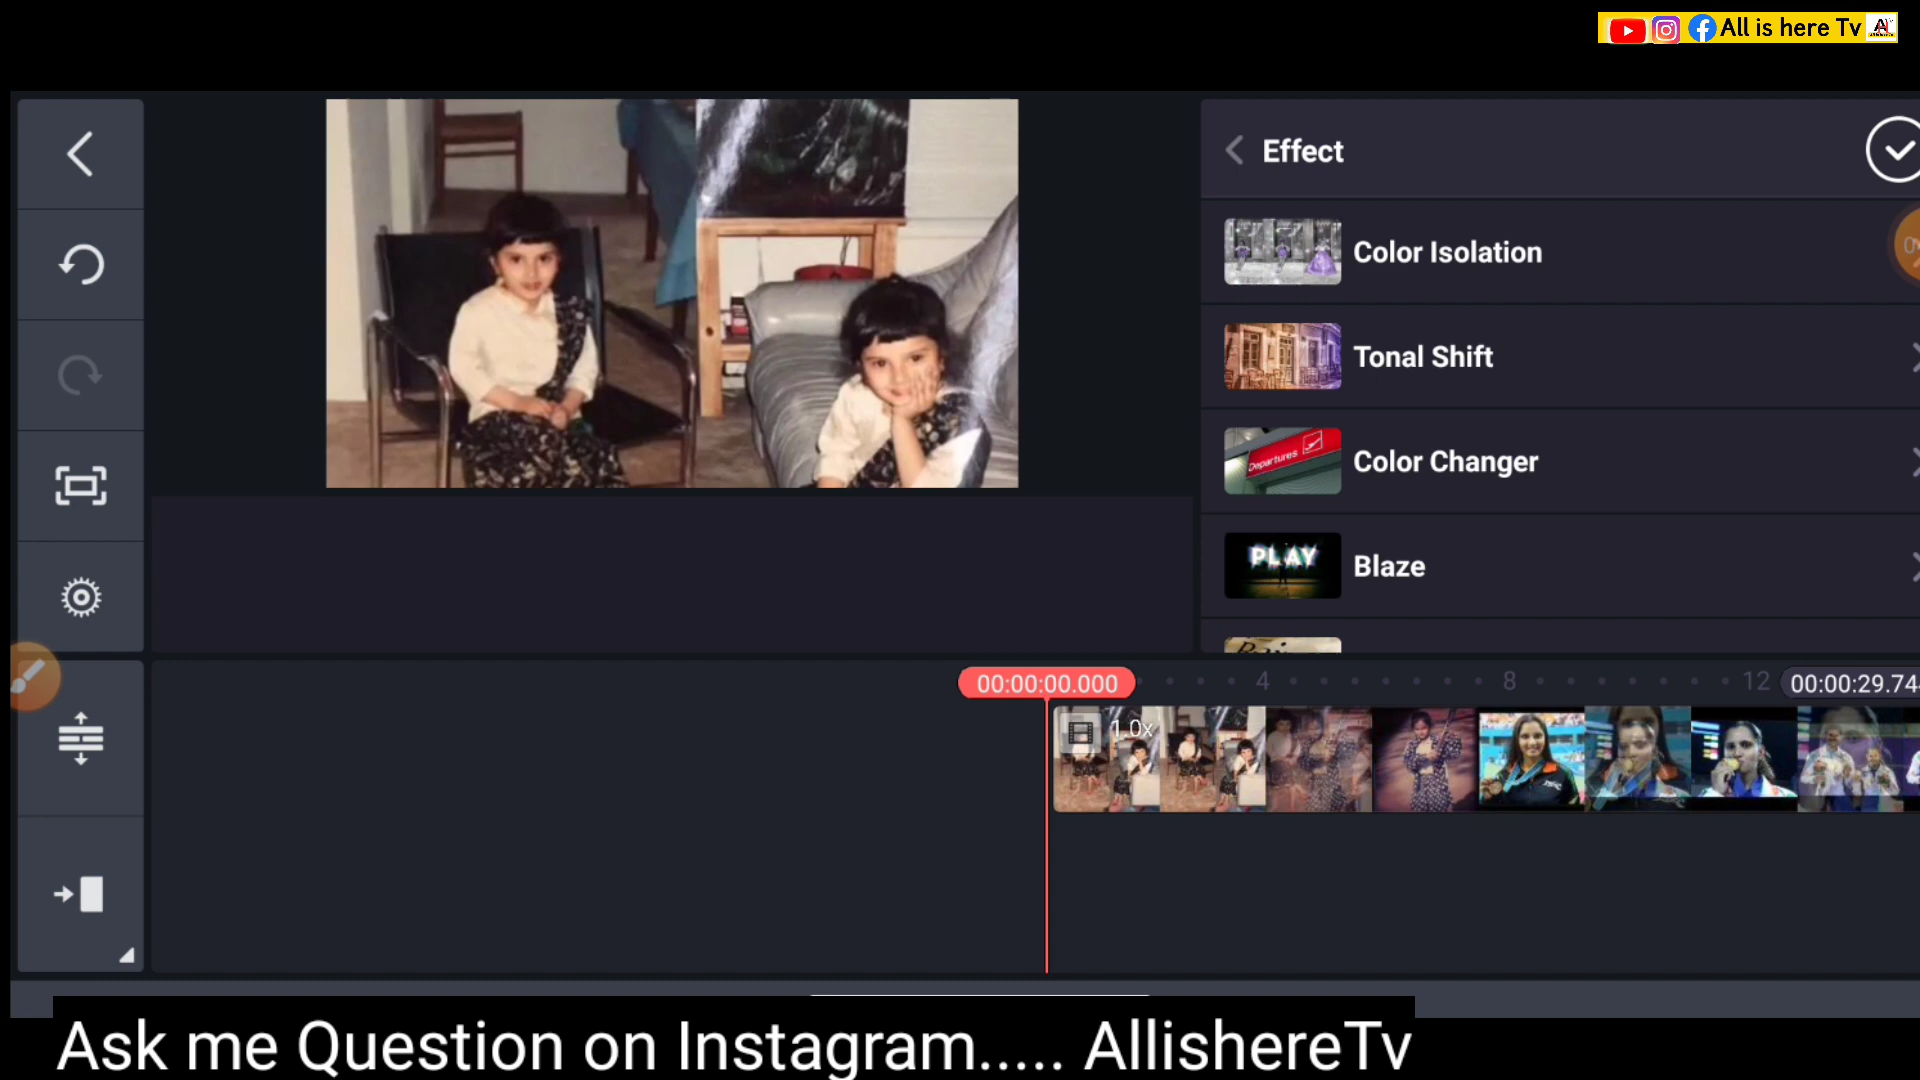 All is here Tv
Effect
Color Isolation
Tonal Shift
Departures
Color Changer
PLAY
Blaze
00:00:00.000
4
8
12
00:00:29.74
1.0x
Ask me Question on Instagram..... AllishereTv